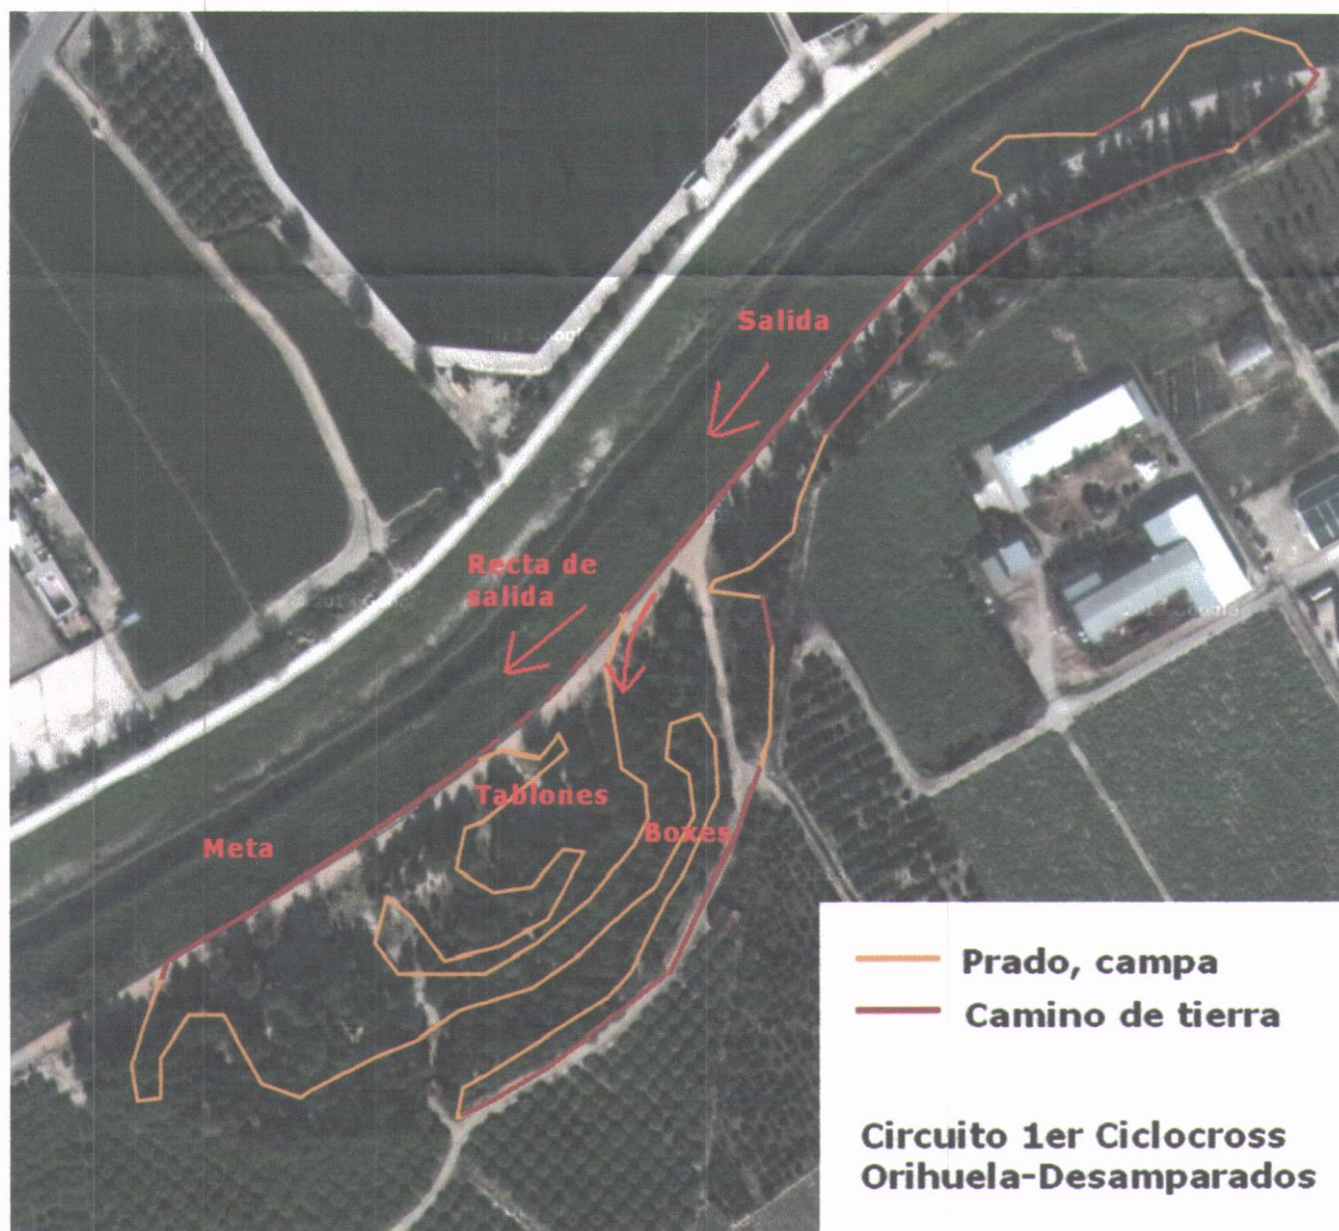 Salida
Recta de
salida
Tablones
Boxes
Meta
Prado, campa
Camino de tierra
Circuito 1er Ciclocross
Orihuela-Desamparados